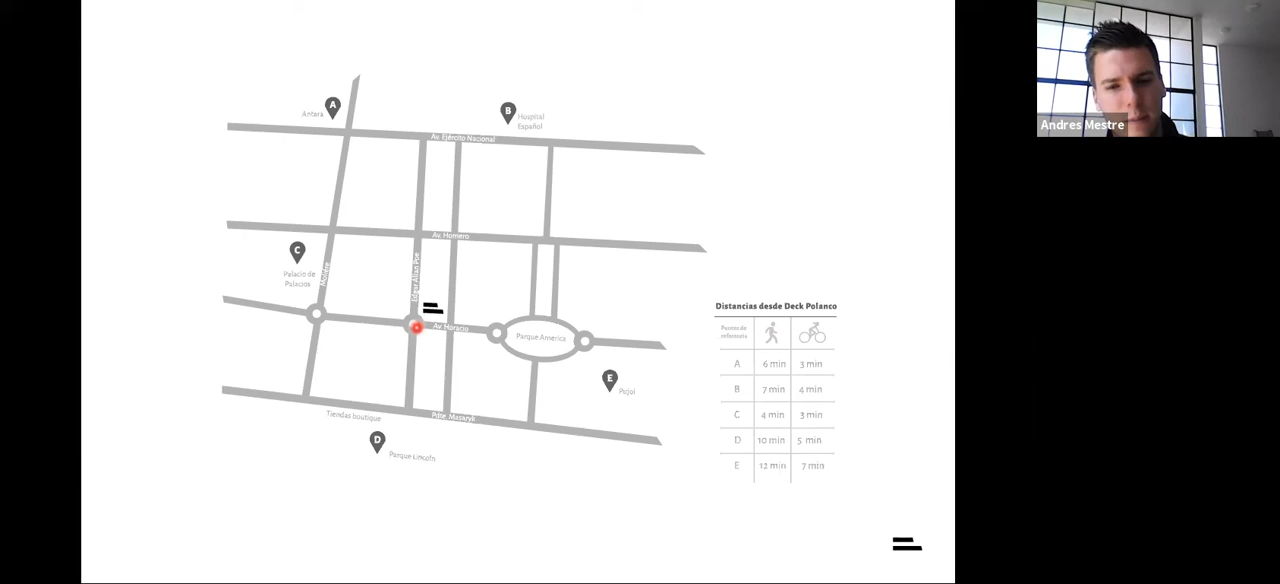 Andres Mestre
A
Antara
B
Hospital
Español
Av. Ejército Nacional
Av. Homero
C
Palacio de
Palacios
Molière
Edgar Allan Poe
Av. Horacio
Parque America
E
Pujol
Tiendas boutique
Pdte. Masaryk
D
Parque Lincoln
Distancias desde Deck Polanco
Puntos de
referencia
A 6 min 3 min
B 7 min 4 min
C 4 min 3 min
D 10 min 5 min
E 12 min 7 min